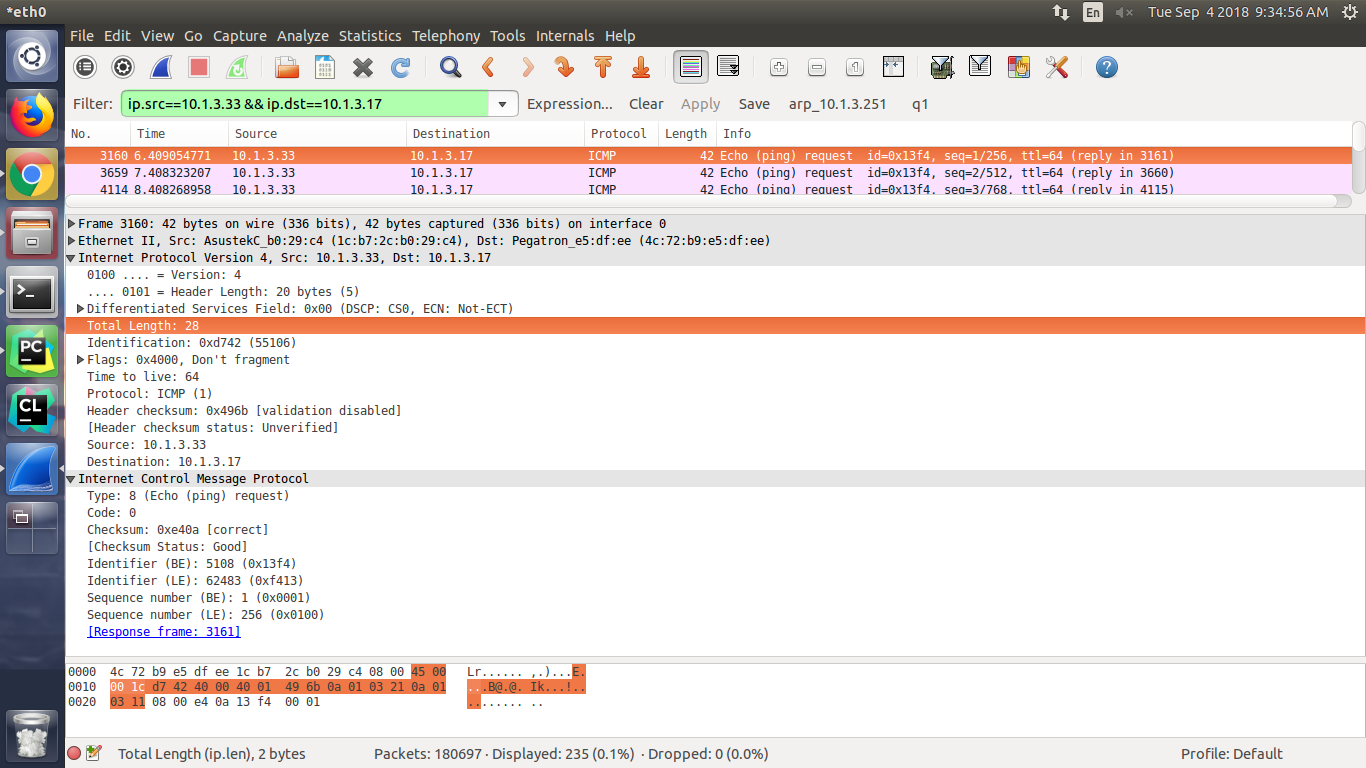 *eth0 En Tue Sep 4 2018 9:34:56 AM
File Edit View Go Capture Analyze Statistics Telephony Tools Internals Help
Filter: ip.src==10.1.3.33 && ip.dst==10.1.3.17 Expression... Clear Apply Save arp_10.1.3.251 q1
No. Time Source Destination Protocol Length Info
3160 6.409054771 10.1.3.33 10.1.3.17 ICMP 42 Echo (ping) request id=0x13f4, seq=1/256, ttl=64 (reply in 3161)
3659 7.408323207 10.1.3.33 10.1.3.17 ICMP 42 Echo (ping) request id=0x13f4, seq=2/512, ttl=64 (reply in 3660)
4114 8.408268958 10.1.3.33 10.1.3.17 ICMP 42 Echo (ping) request id=0x13f4, seq=3/768, ttl=64 (reply in 4115)
Frame 3160: 42 bytes on wire (336 bits), 42 bytes captured (336 bits) on interface 0
Ethernet II, Src: AsustekC_b0:29:c4 (1c:b7:2c:b0:29:c4), Dst: Pegatron_e5:df:ee (4c:72:b9:e5:df:ee)
Internet Protocol Version 4, Src: 10.1.3.33, Dst: 10.1.3.17
0100 .... = Version: 4
.... 0101 = Header Length: 20 bytes (5)
Differentiated Services Field: 0x00 (DSCP: CS0, ECN: Not-ECT)
Total Length: 28
Identification: 0xd742 (55106)
Flags: 0x4000, Don't fragment
Time to live: 64
Protocol: ICMP (1)
Header checksum: 0x496b [validation disabled]
[Header checksum status: Unverified]
Source: 10.1.3.33
Destination: 10.1.3.17
Internet Control Message Protocol
Type: 8 (Echo (ping) request)
Code: 0
Checksum: 0xe40a [correct]
[Checksum Status: Good]
Identifier (BE): 5108 (0x13f4)
Identifier (LE): 62483 (0xf413)
Sequence number (BE): 1 (0x0001)
Sequence number (LE): 256 (0x0100)
[Response frame: 3161]
0000 4c 72 b9 e5 df ee 1c b7 2c b0 29 c4 08 00 45 00 Lr...... ,.)...E.
0010 00 1c d7 42 40 00 40 01 49 6b 0a 01 03 21 0a 01 ...B@.@. Ik...!..
0020 03 11 08 00 e4 0a 13 f4 00 01 ........ ..
Total Length (ip.len), 2 bytes Packets: 180697 · Displayed: 235 (0.1%) · Dropped: 0 (0.0%) Profile: Default
PC
CL